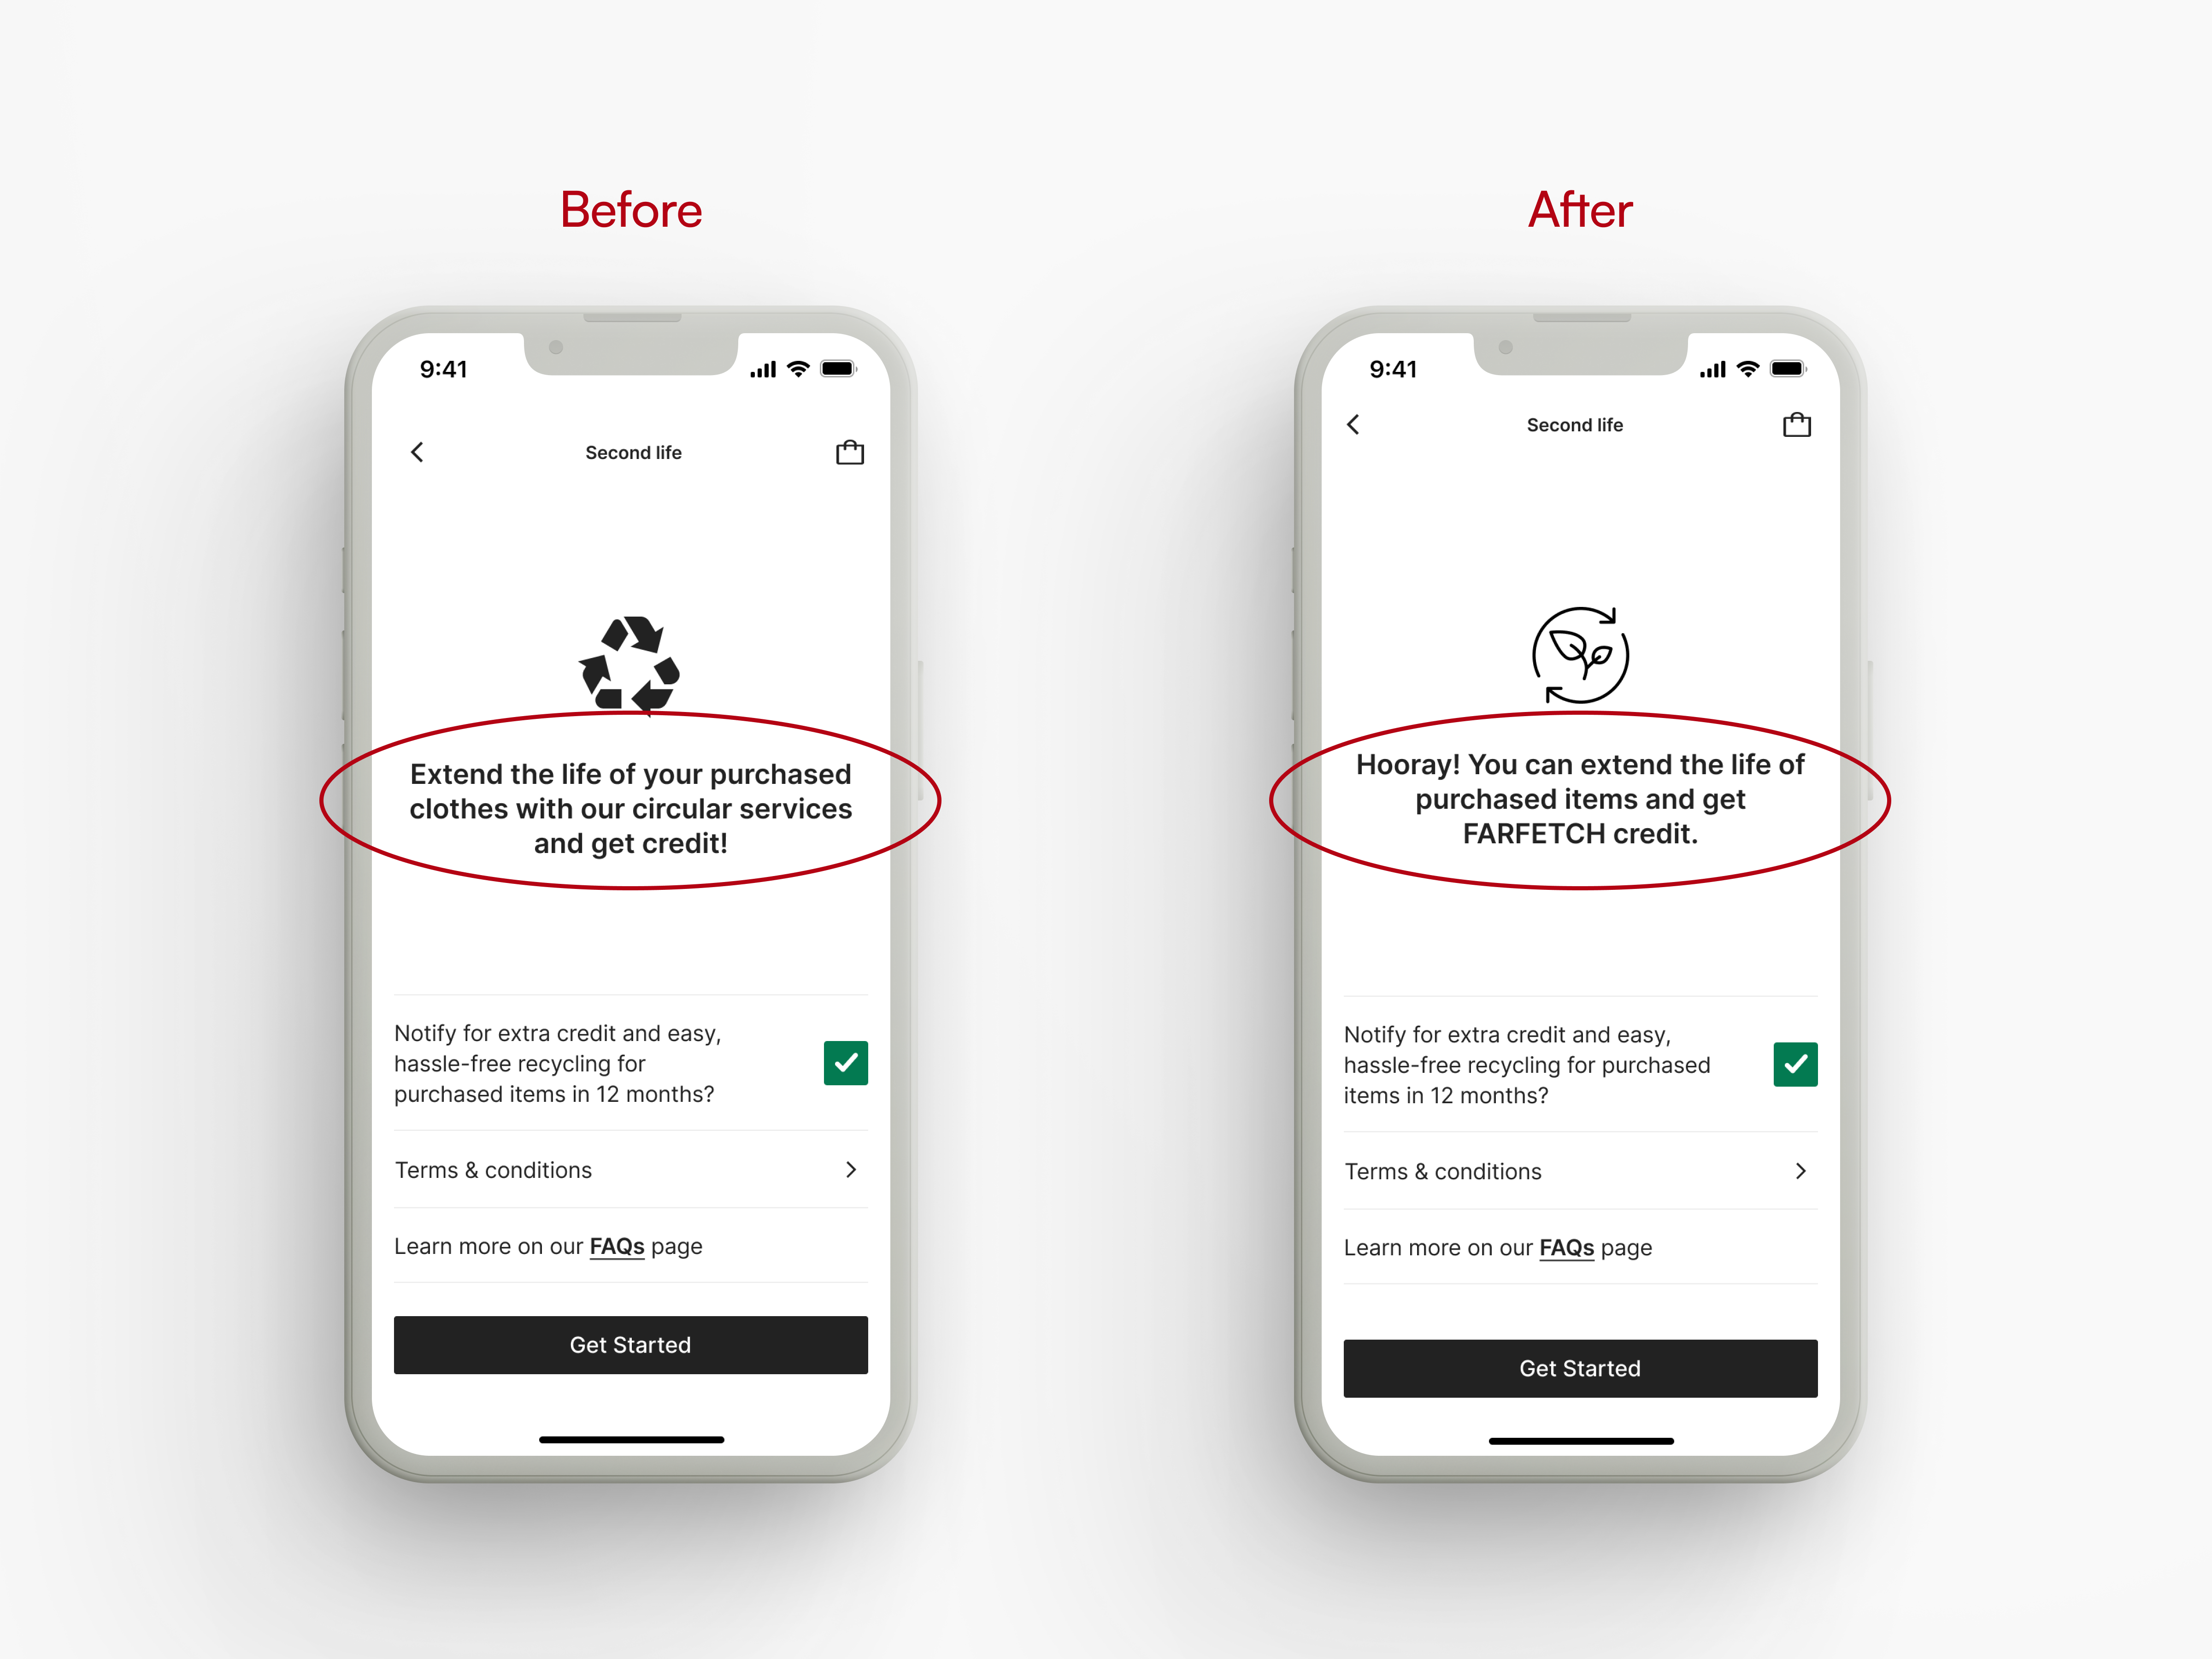 Before
9:41
Second life
Extend the life of your purchased
clothes with our circular services
and get credit!
Notify for extra credit and easy,
hassle-free recycling for
purchased items in 12 months?
Terms & conditions
Learn more on our FAQs page
Get Started
After
9:41
Second life
Hooray! You can extend the life of
purchased items and get
FARFETCH credit.
Notify for extra credit and easy,
hassle-free recycling for purchased
items in 12 months?
Terms & conditions
Learn more on our FAQs page
Get Started